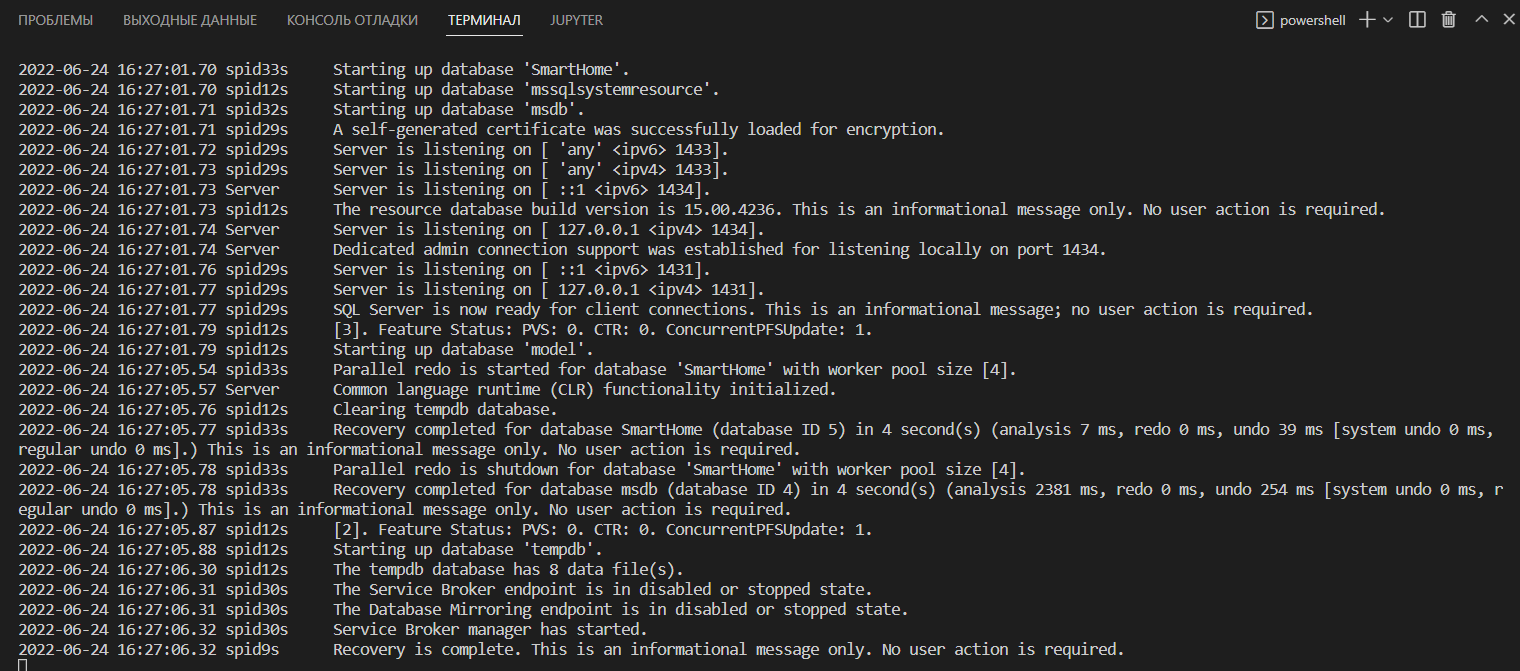 ПРОБЛЕМЫ ВЫХОДНЫЕ ДАННЫЕ КОНСОЛЬ ОТЛАДКИ ТЕРМИНАЛ JUPYTER powershell
2022-06-24 16:27:01.70 spid33s Starting up database 'SmartHome'.
2022-06-24 16:27:01.70 spid12s Starting up database 'mssqlsystemresource'.
2022-06-24 16:27:01.71 spid32s Starting up database 'msdb'.
2022-06-24 16:27:01.71 spid29s A self-generated certificate was successfully loaded for encryption.
2022-06-24 16:27:01.72 spid29s Server is listening on [ 'any' <ipv6> 1433].
2022-06-24 16:27:01.73 spid29s Server is listening on [ 'any' <ipv4> 1433].
2022-06-24 16:27:01.73 Server Server is listening on [ ::1 <ipv6> 1434].
2022-06-24 16:27:01.73 spid12s The resource database build version is 15.00.4236. This is an informational message only. No user action is required.
2022-06-24 16:27:01.74 Server Server is listening on [ 127.0.0.1 <ipv4> 1434].
2022-06-24 16:27:01.74 Server Dedicated admin connection support was established for listening locally on port 1434.
2022-06-24 16:27:01.76 spid29s Server is listening on [ ::1 <ipv6> 1431].
2022-06-24 16:27:01.77 spid29s Server is listening on [ 127.0.0.1 <ipv4> 1431].
2022-06-24 16:27:01.77 spid29s SQL Server is now ready for client connections. This is an informational message; no user action is required.
2022-06-24 16:27:01.79 spid12s [3]. Feature Status: PVS: 0. CTR: 0. ConcurrentPFSUpdate: 1.
2022-06-24 16:27:01.79 spid12s Starting up database 'model'.
2022-06-24 16:27:05.54 spid33s Parallel redo is started for database 'SmartHome' with worker pool size [4].
2022-06-24 16:27:05.57 Server Common language runtime (CLR) functionality initialized.
2022-06-24 16:27:05.76 spid12s Clearing tempdb database.
2022-06-24 16:27:05.77 spid33s Recovery completed for database SmartHome (database ID 5) in 4 second(s) (analysis 7 ms, redo 0 ms, undo 39 ms [system undo 0 ms,
regular undo 0 ms].) This is an informational message only. No user action is required.
2022-06-24 16:27:05.78 spid33s Parallel redo is shutdown for database 'SmartHome' with worker pool size [4].
2022-06-24 16:27:05.78 spid33s Recovery completed for database msdb (database ID 4) in 4 second(s) (analysis 2381 ms, redo 0 ms, undo 254 ms [system undo 0 ms, r
egular undo 0 ms].) This is an informational message only. No user action is required.
2022-06-24 16:27:05.87 spid12s [2]. Feature Status: PVS: 0. CTR: 0. ConcurrentPFSUpdate: 1.
2022-06-24 16:27:05.88 spid12s Starting up database 'tempdb'.
2022-06-24 16:27:06.30 spid12s The tempdb database has 8 data file(s).
2022-06-24 16:27:06.31 spid30s The Service Broker endpoint is in disabled or stopped state.
2022-06-24 16:27:06.31 spid30s The Database Mirroring endpoint is in disabled or stopped state.
2022-06-24 16:27:06.32 spid30s Service Broker manager has started.
2022-06-24 16:27:06.32 spid9s Recovery is complete. This is an informational message only. No user action is required.